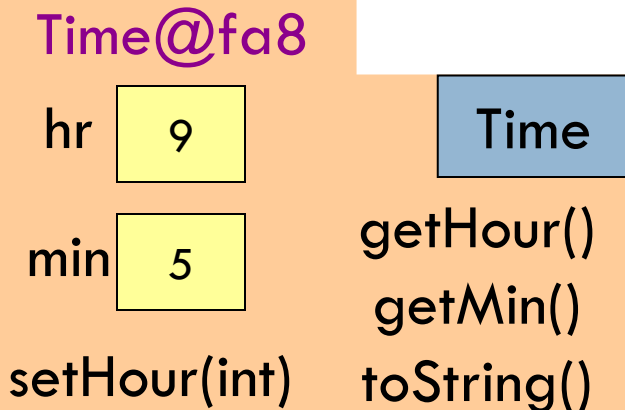 Time@fa8
hr 9
Time
min 5
getHour()
getMin()
setHour(int) toString()